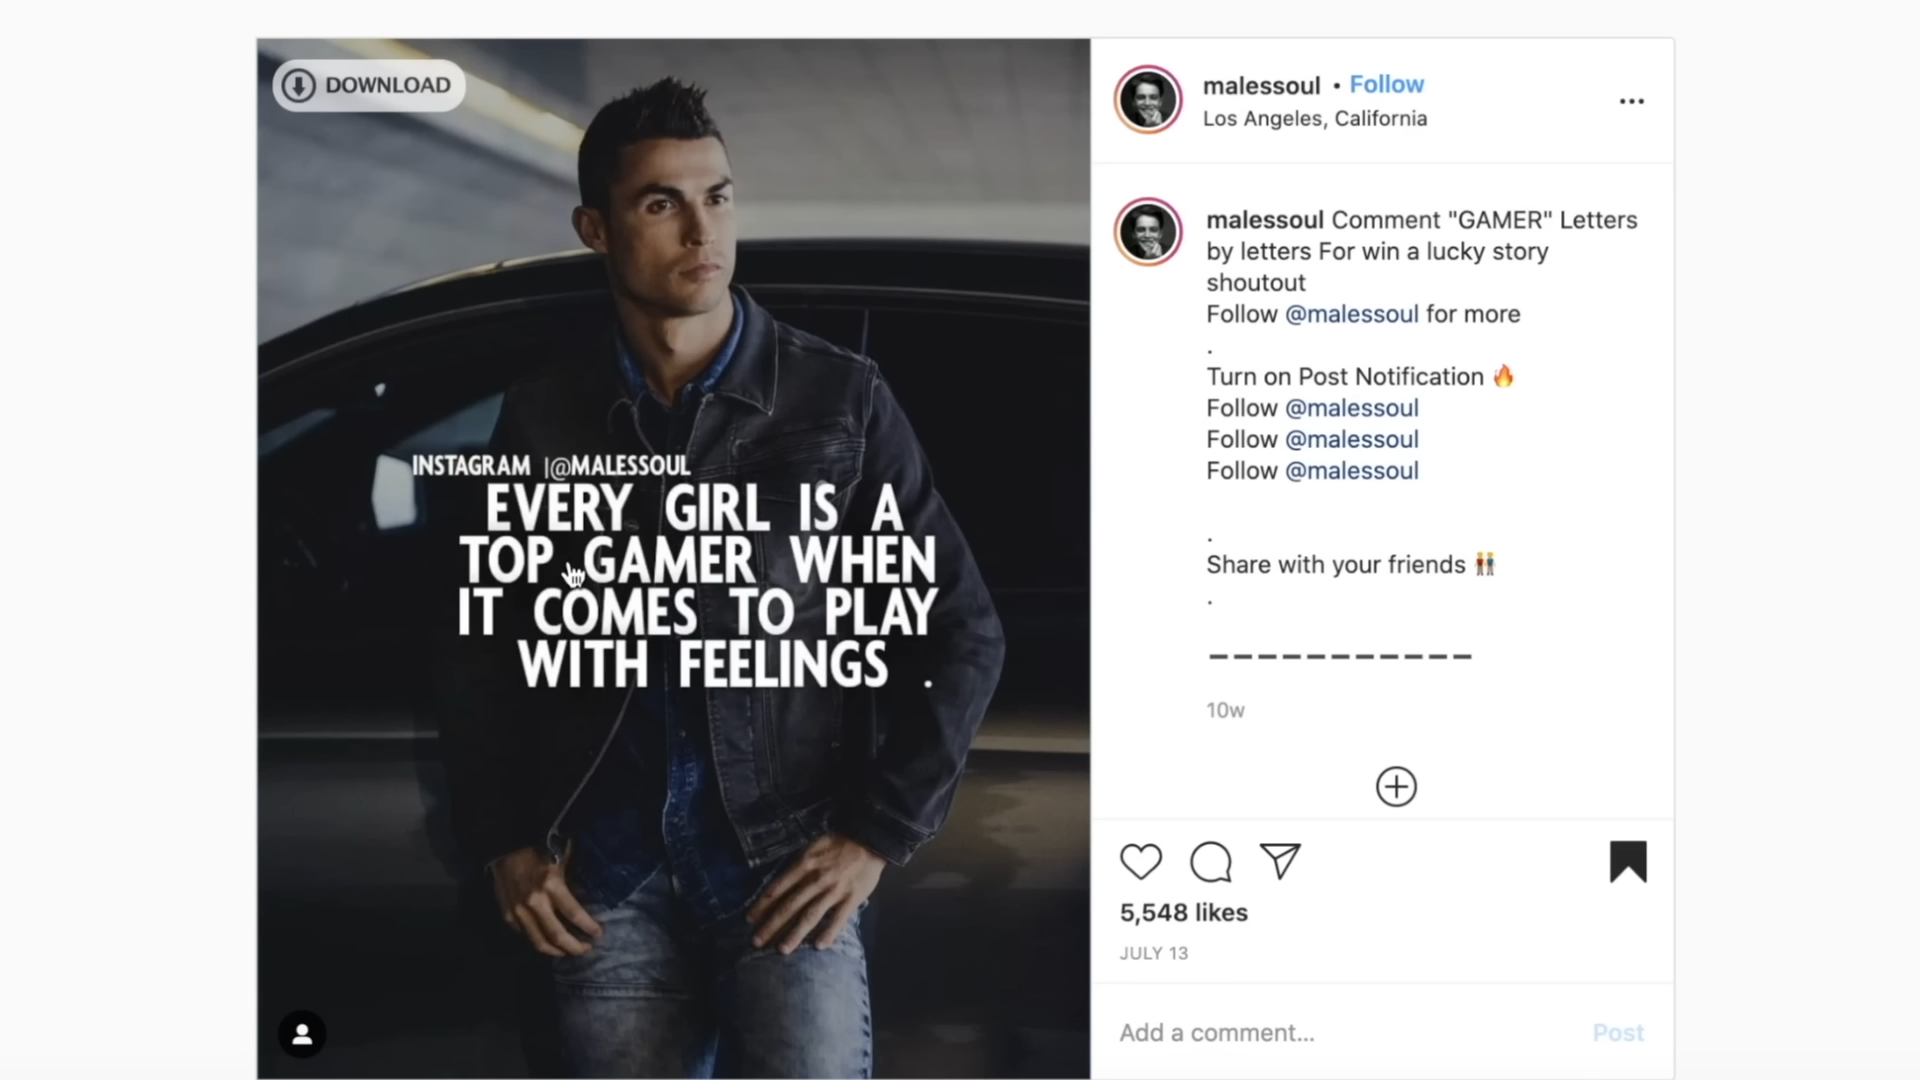 DOWNLOAD
INSTAGRAM |@MALESSOUL
EVERY GIRL IS A
TOP GAMER WHEN
IT COMES TO PLAY
WITH FEELINGS .
malessoul • Follow
Los Angeles, California
malessoul Comment "GAMER" Letters
by letters For win a lucky story
shoutout
Follow @malessoul for more
.
Turn on Post Notification 🔥
Follow @malessoul
Follow @malessoul
Follow @malessoul
.
Share with your friends 👬
.
___________
10w
5,548 likes
JULY 13
Add a comment...
Post